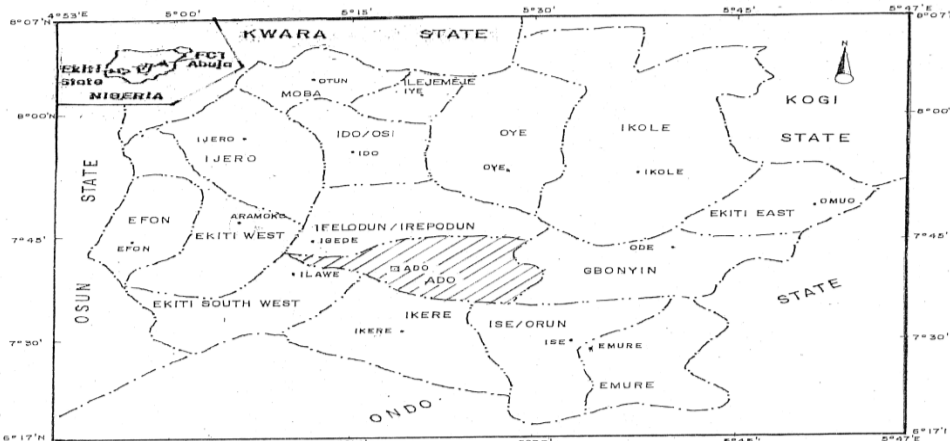 4°53'E 5°00' 5°15' 5°30' 5°45' 5°47'E
8°07'N 8°07'N
KWARA STATE
FCT
Abuja
Ekiti
State
NIGERIA
N
OTUN
MOBA
ILEJEMEJE
IYE
KOGI
STATE
8°00'N 8°00'N
IJERO
IJERO
IDO/OSI
IDO
OYE
OYE
IKOLE
IKOLE
STATE
EFON
EFON
ARAMOKO
EKITI WEST
IFELODUN/IREPODUN
IGEDE
EKITI EAST
OMUO
7°45' 7°45'
ODE
GBONYIN
ADO
ADO
ILAWE
EKITI SOUTH WEST
OSUN
STATE
IKERE
IKERE
ISE/ORUN
ISE
EMURE
EMURE
7°30' 7°30'
ONDO
6°17'N 6°17'N
5°45' 5°47'E